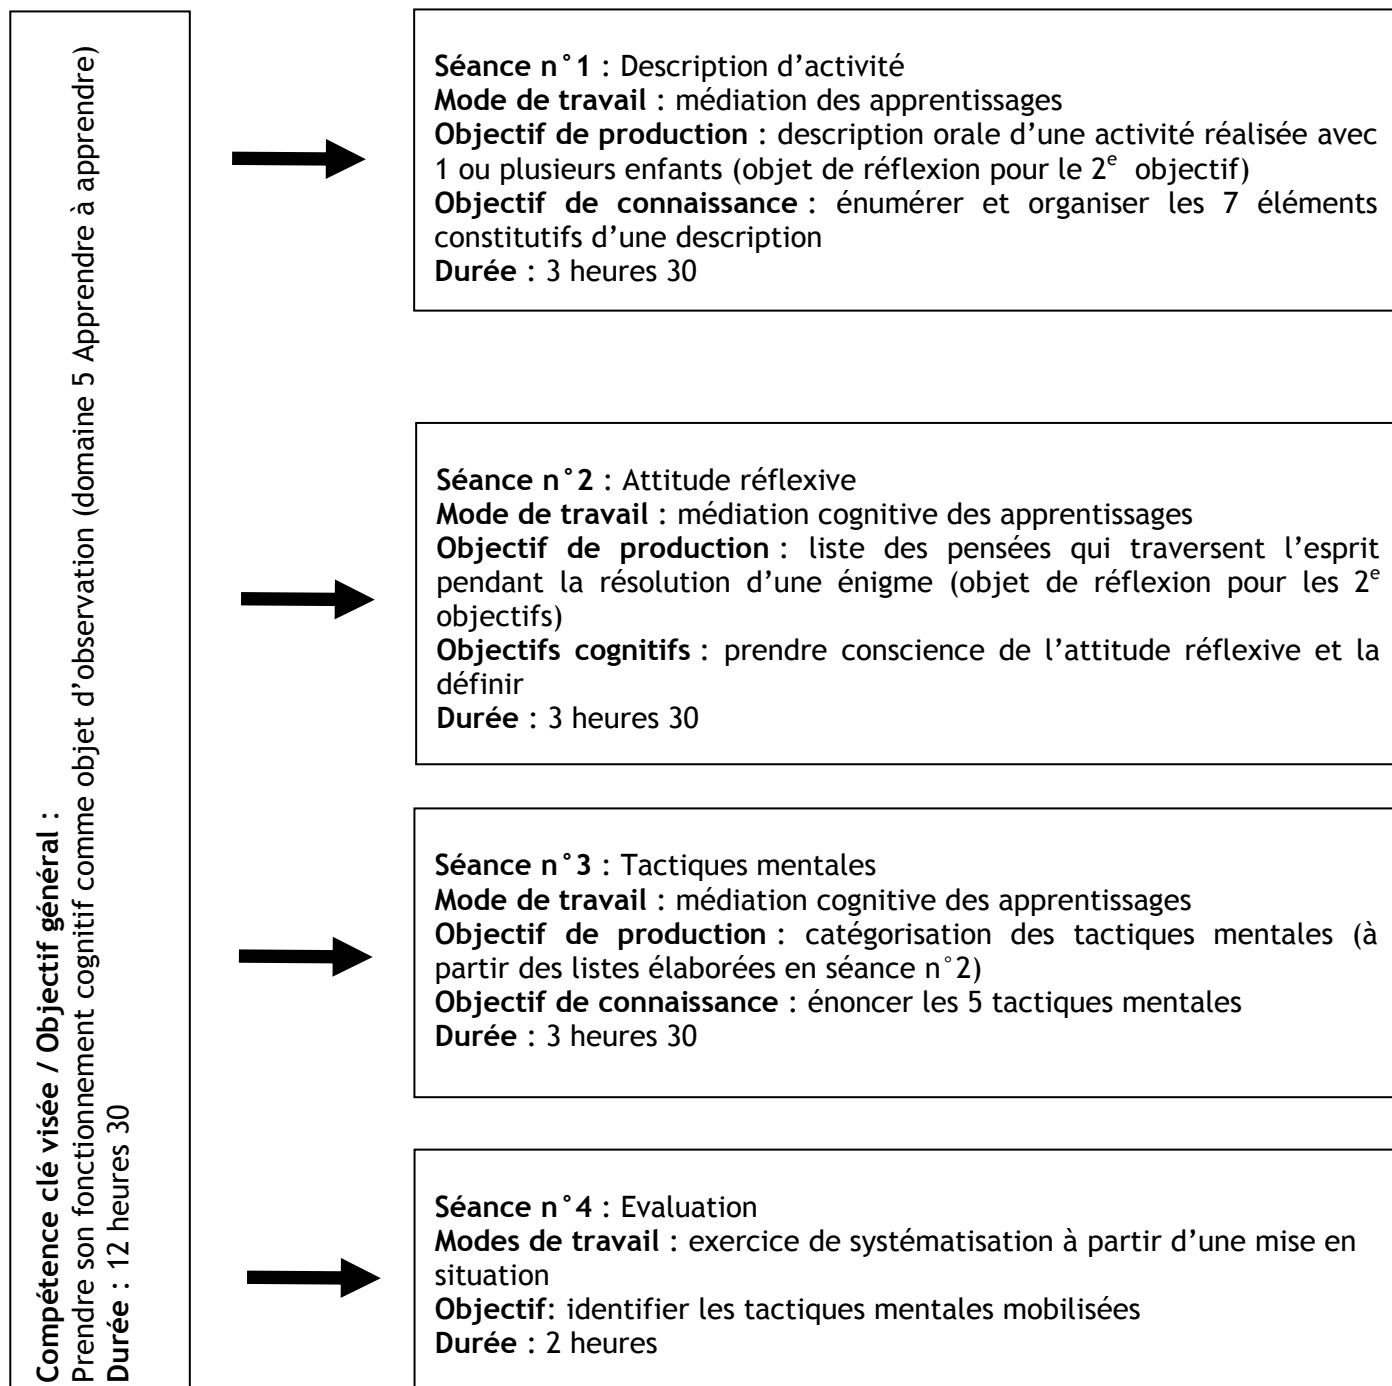 Compétence clé visée / Objectif général :
Prendre son fonctionnement cognitif comme objet d’observation (domaine 5 Apprendre à apprendre)
Durée : 12 heures 30
Séance n°1 : Description d’activité
Mode de travail : médiation des apprentissages
Objectif de production : description orale d’une activité réalisée avec
1 ou plusieurs enfants (objet de réflexion pour le 2e objectif)
Objectif de connaissance : énumérer et organiser les 7 éléments
constitutifs d’une description
Durée : 3 heures 30
Séance n°2 : Attitude réflexive
Mode de travail : médiation cognitive des apprentissages
Objectif de production : liste des pensées qui traversent l’esprit
pendant la résolution d’une énigme (objet de réflexion pour les 2e
objectifs)
Objectifs cognitifs : prendre conscience de l’attitude réflexive et la
définir
Durée : 3 heures 30
Séance n°3 : Tactiques mentales
Mode de travail : médiation cognitive des apprentissages
Objectif de production : catégorisation des tactiques mentales (à
partir des listes élaborées en séance n°2)
Objectif de connaissance : énoncer les 5 tactiques mentales
Durée : 3 heures 30
Séance n°4 : Evaluation
Modes de travail : exercice de systématisation à partir d’une mise en
situation
Objectif: identifier les tactiques mentales mobilisées
Durée : 2 heures